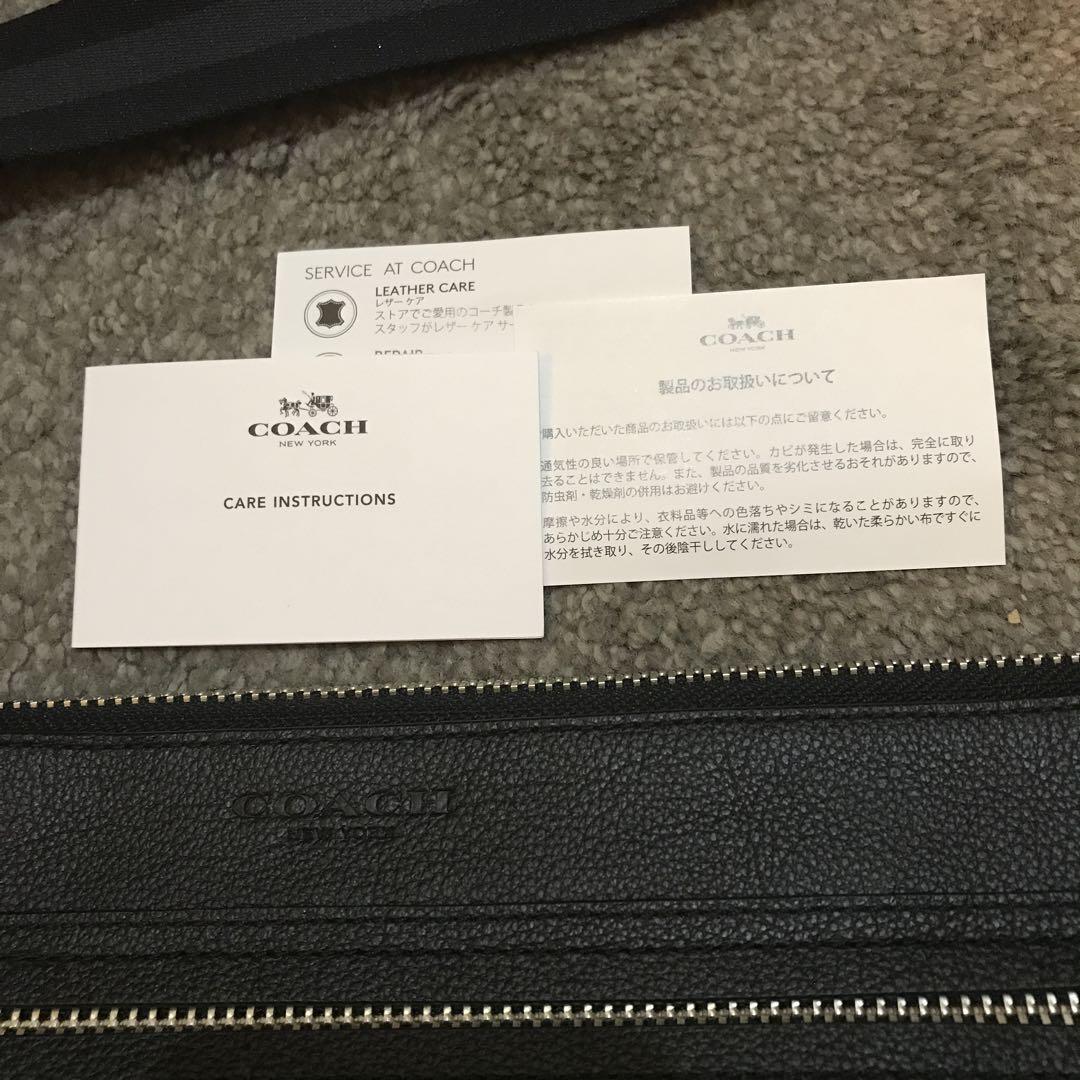 SERVICE AT COACH
LEATHER CARE
レザー ケア
ストアでご愛用のコーチ製
スタッフがレザー ケア サー
REPAIR
COACH
NEW YORK
CARE INSTRUCTIONS
COACH
NEW YORK
製品のお取扱いについて
購入いただいた商品のお取扱いには以下の点にご留意ください。
通気性の良い場所で保管してください。カビが発生した場合は、完全に取り
去ることはできません。また、製品の品質を劣化させるおそれがありますので、
防虫剤・乾燥剤の併用はお避けください。
摩擦や水分により、衣料品等への色落ちやシミになることがありますので、
あらかじめ十分ご注意ください。水に濡れた場合は、乾いた柔らかい布ですぐに
水分を拭き取り、その後陰干ししてください。
COACH
NEW YORK